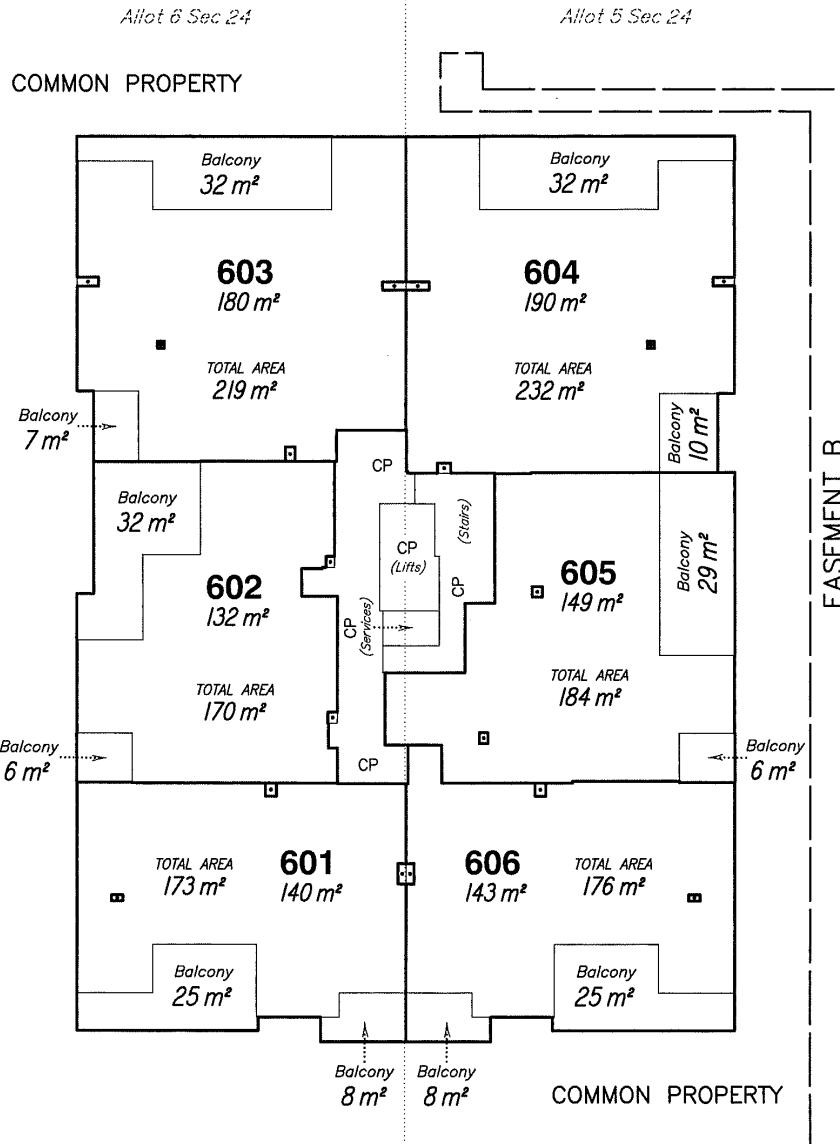 Allot 6 Sec 24
Allot 5 Sec 24
COMMON PROPERTY
Balcony
32 m²
Balcony
32 m²
603
180 m²
TOTAL AREA
219 m²
604
190 m²
TOTAL AREA
232 m²
Balcony
7 m²
Balcony
10 m²
EASEMENT B
CP
Balcony
32 m²
602
132 m²
TOTAL AREA
170 m²
CP
(Lifts)
(Stairs)
CP
CP
(Services)
605
149 m²
Balcony
29 m²
TOTAL AREA
184 m²
Balcony
6 m²
CP
Balcony
6 m²
TOTAL AREA
173 m²
601
140 m²
606
143 m²
TOTAL AREA
176 m²
Balcony
25 m²
Balcony
25 m²
Balcony
8 m²
Balcony
8 m²
COMMON PROPERTY